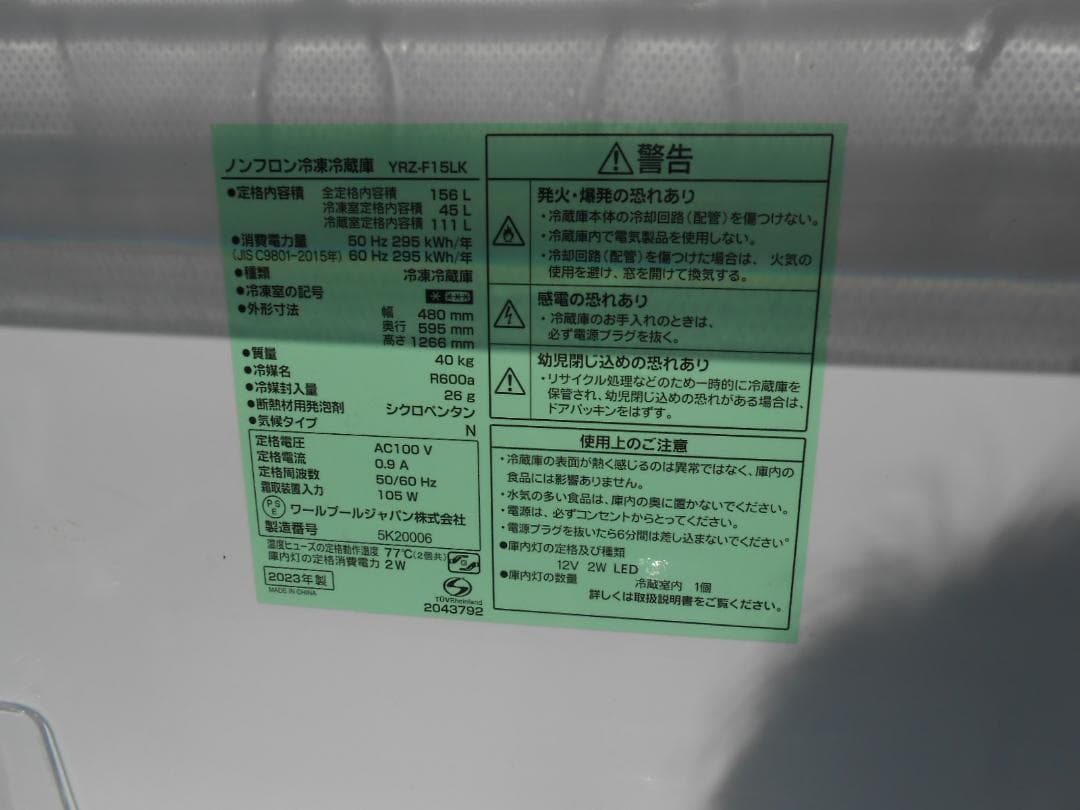 ノンフロン冷凍冷蔵庫 YRZ-F15LK
●定格内容積 全定格内容積 156 L
冷凍室定格内容積 45 L
冷蔵室定格内容積 111 L
●消費電力量 50 Hz 295 kWh/年
(JIS C9801-2015年) 60 Hz 295 kWh/年
●種類 冷凍冷蔵庫
●冷凍室の記号
●外形寸法 幅 480 mm
奥行 595 mm
高さ 1266 mm
●質量 40 kg
●冷媒名 R600a
●冷媒封入量 26 g
●断熱材用発泡剤 シクロペンタン
●気候タイプ N
定格電圧 AC100 V
定格電流 0.9 A
定格周波数 50/60 Hz
霜取装置入力 105 W
PSE ワールプールジャパン株式会社
製造番号 5K20006
温度ヒューズの定格動作温度 77℃(2個共)
庫内灯の定格消費電力 2W
2023年製
MADE IN CHINA
TÜVRheinland
2043792
警告
発火・爆発の恐れあり
・冷蔵庫本体の冷却回路(配管)を傷つけない。
・冷蔵庫内で電気製品を使用しない。
・冷却回路(配管)を傷つけた場合は、火気の
使用を避け、窓を開けて換気する。
感電の恐れあり
・冷蔵庫のお手入れのときは、
必ず電源プラグを抜く。
幼児閉じ込めの恐れあり
・リサイクル処理などのため一時的に冷蔵庫を
保管され、幼児閉じ込めの恐れがある場合は、
ドアパッキンをはずす。
使用上のご注意
・冷蔵庫の表面が熱く感じるのは異常ではなく、庫内の
食品には影響ありません。
・水気の多い食品は、庫内の奥に置かないでください。
・電源は、必ずコンセントからとってください。
・電源プラグを抜いたら6分間は差し込まないでください。
●庫内灯の定格及び種類
12V 2W LED
●庫内灯の数量 冷蔵室内 1個
詳しくは取扱説明書をご覧ください。